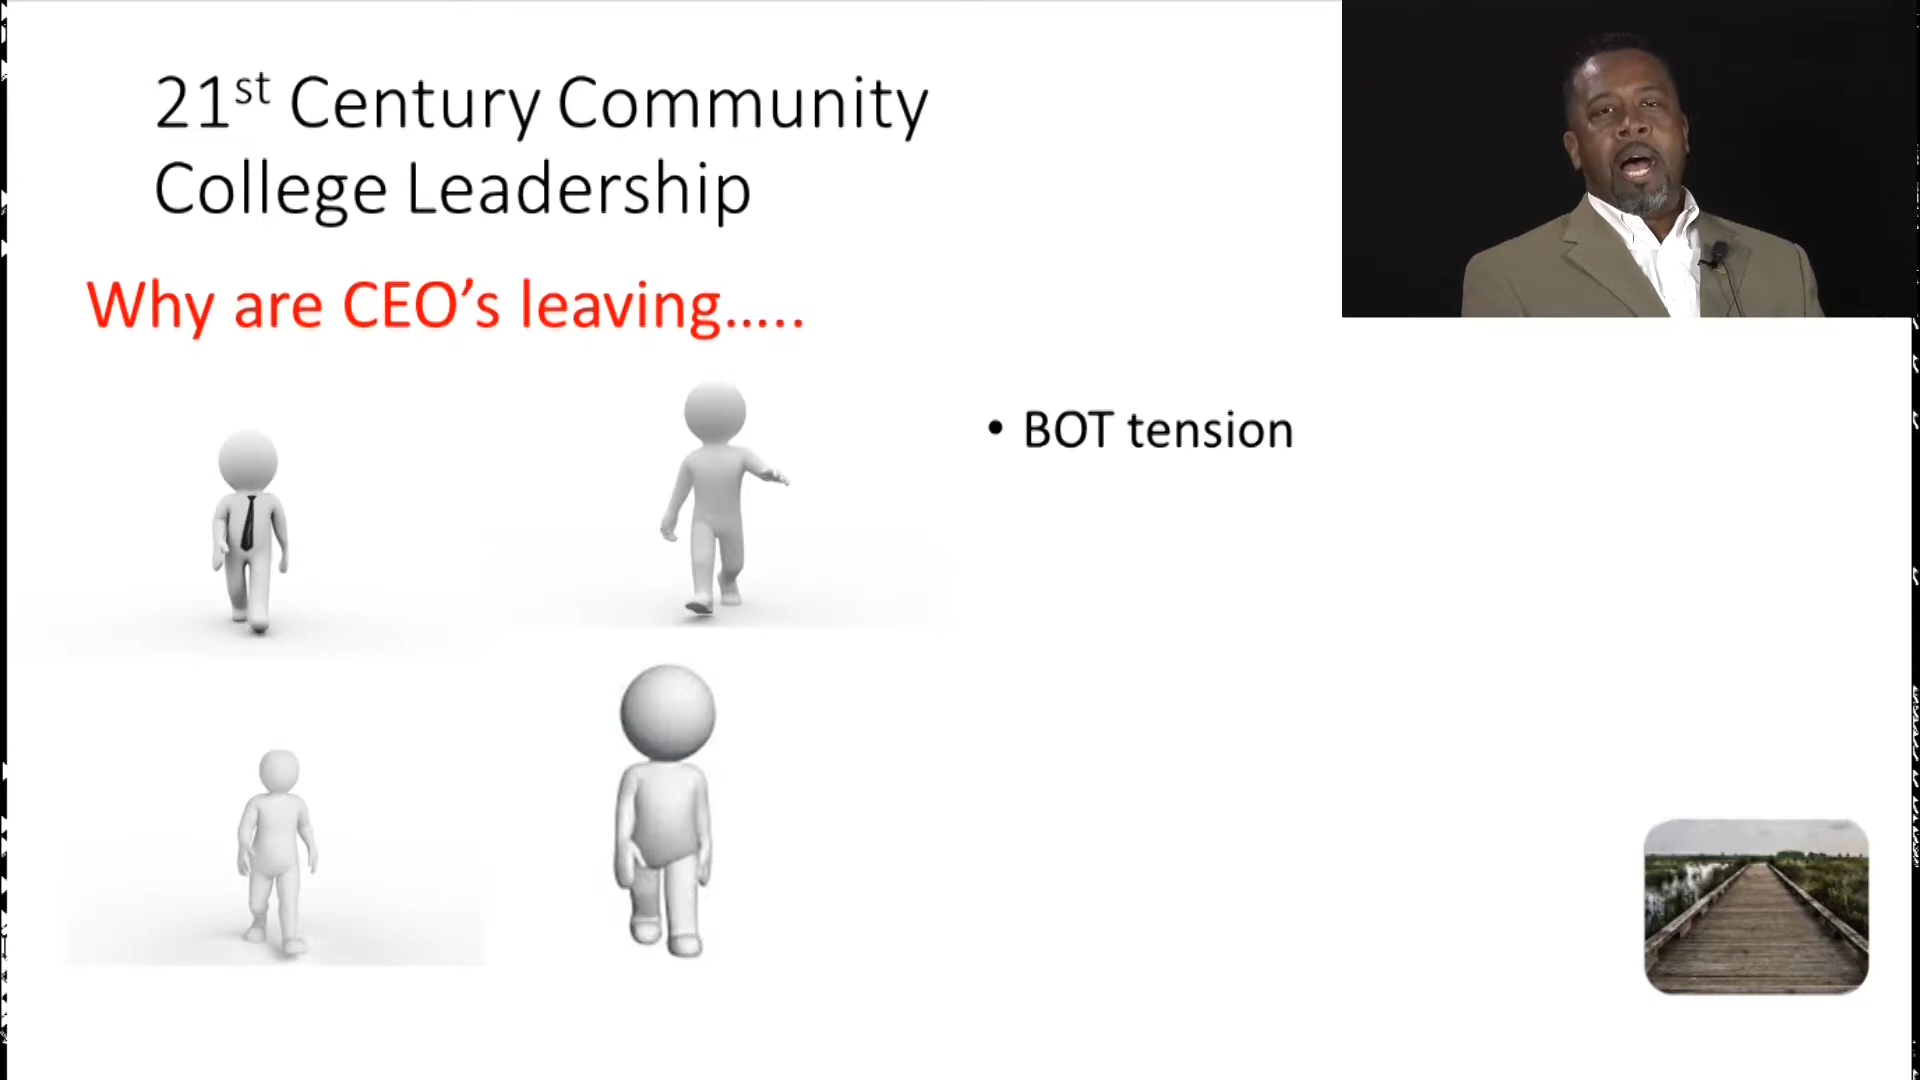 21st Century Community
College Leadership
Why are CEO’s leaving.....
• BOT tension